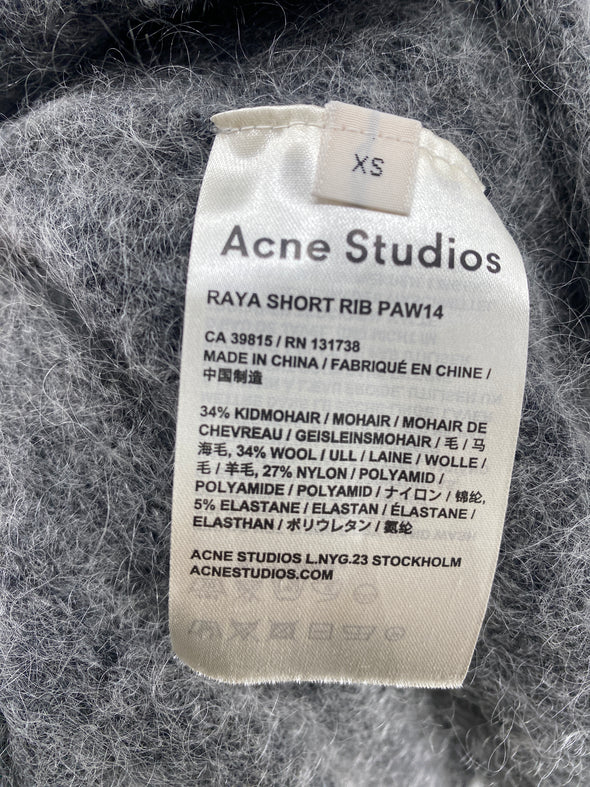 XS
Acne Studios
RAYA SHORT RIB PAW14
CA 39815 / RN 131738
MADE IN CHINA / FABRIQUÉ EN CHINE /
中国制造
34% KIDMOHAIR / MOHAIR / MOHAIR DE
CHEVREAU / GEISLEINSMOHAIR / 毛 / 马
海毛, 34% WOOL / ULL / LAINE / WOLLE /
毛 / 羊毛, 27% NYLON / POLYAMID /
POLYAMIDE / POLYAMID / ナイロン / 锦纶,
5% ELASTANE / ELASTAN / ÉLASTANE /
ELASTHAN / ポリウレタン / 氨纶
ACNE STUDIOS L.NYG.23 STOCKHOLM
ACNESTUDIOS.COM